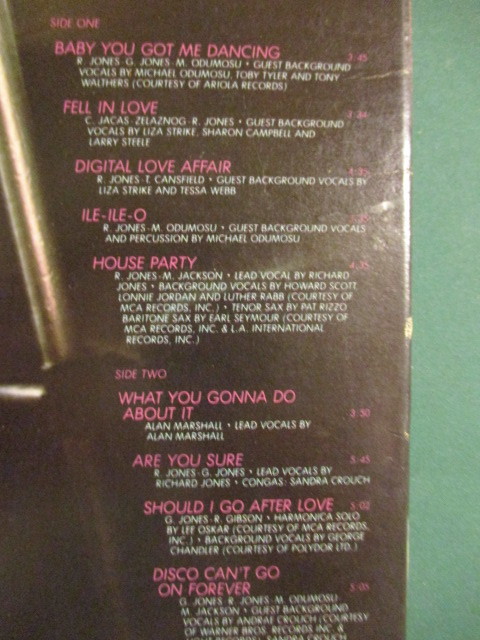 SIDE ONE
BABY YOU GOT ME DANCING 3:45
R. JONES-G. JONES-M. ODUMOSU • GUEST BACKGROUND
VOCALS BY MICHAEL ODUMOSU, TOBY TYLER AND TONY
WALTHERS (COURTESY OF ARIOLA RECORDS)
FELL IN LOVE
C. JACAS-ZELAZNOG-R. JONES • GUEST BACKGROUND
VOCALS BY LIZA STRIKE, SHARON CAMPBELL AND
LARRY STEELE
DIGITAL LOVE AFFAIR
R. JONES-T. CANSFIELD • GUEST BACKGROUND VOCALS BY
LIZA STRIKE AND TESSA WEBB
ILE-ILE-O
R. JONES-M. ODUMOSU • GUEST BACKGROUND VOCALS
AND PERCUSSION BY MICHAEL ODUMOSU
HOUSE PARTY
R. JONES-M. JACKSON • LEAD VOCAL BY RICHARD
JONES • BACKGROUND VOCALS BY HOWARD SCOTT
LONNIE JORDAN AND LUTHER RABB (COURTESY OF
MCA RECORDS, INC.) • TENOR SAX BY PAT RIZZO
BARITONE SAX BY EARL SEYMOUR (COURTESY OF
MCA RECORDS, INC. & L.A. INTERNATIONAL
RECORDS, INC.)
SIDE TWO
WHAT YOU GONNA DO
ABOUT IT 3:50
ALAN MARSHALL • LEAD VOCALS BY
ALAN MARSHALL
ARE YOU SURE 5:45
R. JONES-G. JONES • LEAD VOCALS BY
RICHARD JONES • CONGAS: SANDRA CROUCH
SHOULD I GO AFTER LOVE 5:02
G. JONES-R. GIBSON • HARMONICA SOLO
BY LEE OSKAR (COURTESY OF MCA RECORDS,
INC.) • BACKGROUND VOCALS BY GEORGE
CHANDLER (COURTESY OF POLYDOR LTD.)
DISCO CAN'T GO
ON FOREVER 5:05
G. JONES-R. JONES-M. ODUMOSU
M. JACKSON • GUEST BACKGROUND
VOCALS BY ANDRAE CROUCH (COURTESY
OF WARNER BROS. RECORDS INC. &
SANDRA CROUCH